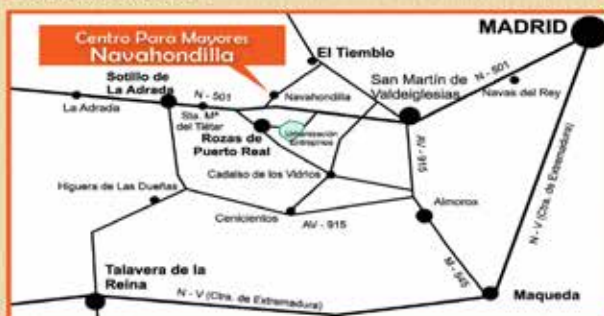 MADRID
Centro Para Mayores
Navahondilla
El Tiemblo
Sotillo de
La Adrada
N - 501
La Adrada
Sta. Mª
del Tiétar
Navahondilla
San Martín de
Valdeiglesias
N - 501
Navas del Rey
Rozas de
Puerto Real
Urbanización
Entrepinos
Cadalso de los Vidrios
AV - 915
Higuera de Las Dueñas
Cenicientos
AV - 915
Almorox
N - V (Ctra. de Extremadura)
Talavera de la
Reina
N - V (Ctra. de Extremadura)
M - 545
Maqueda